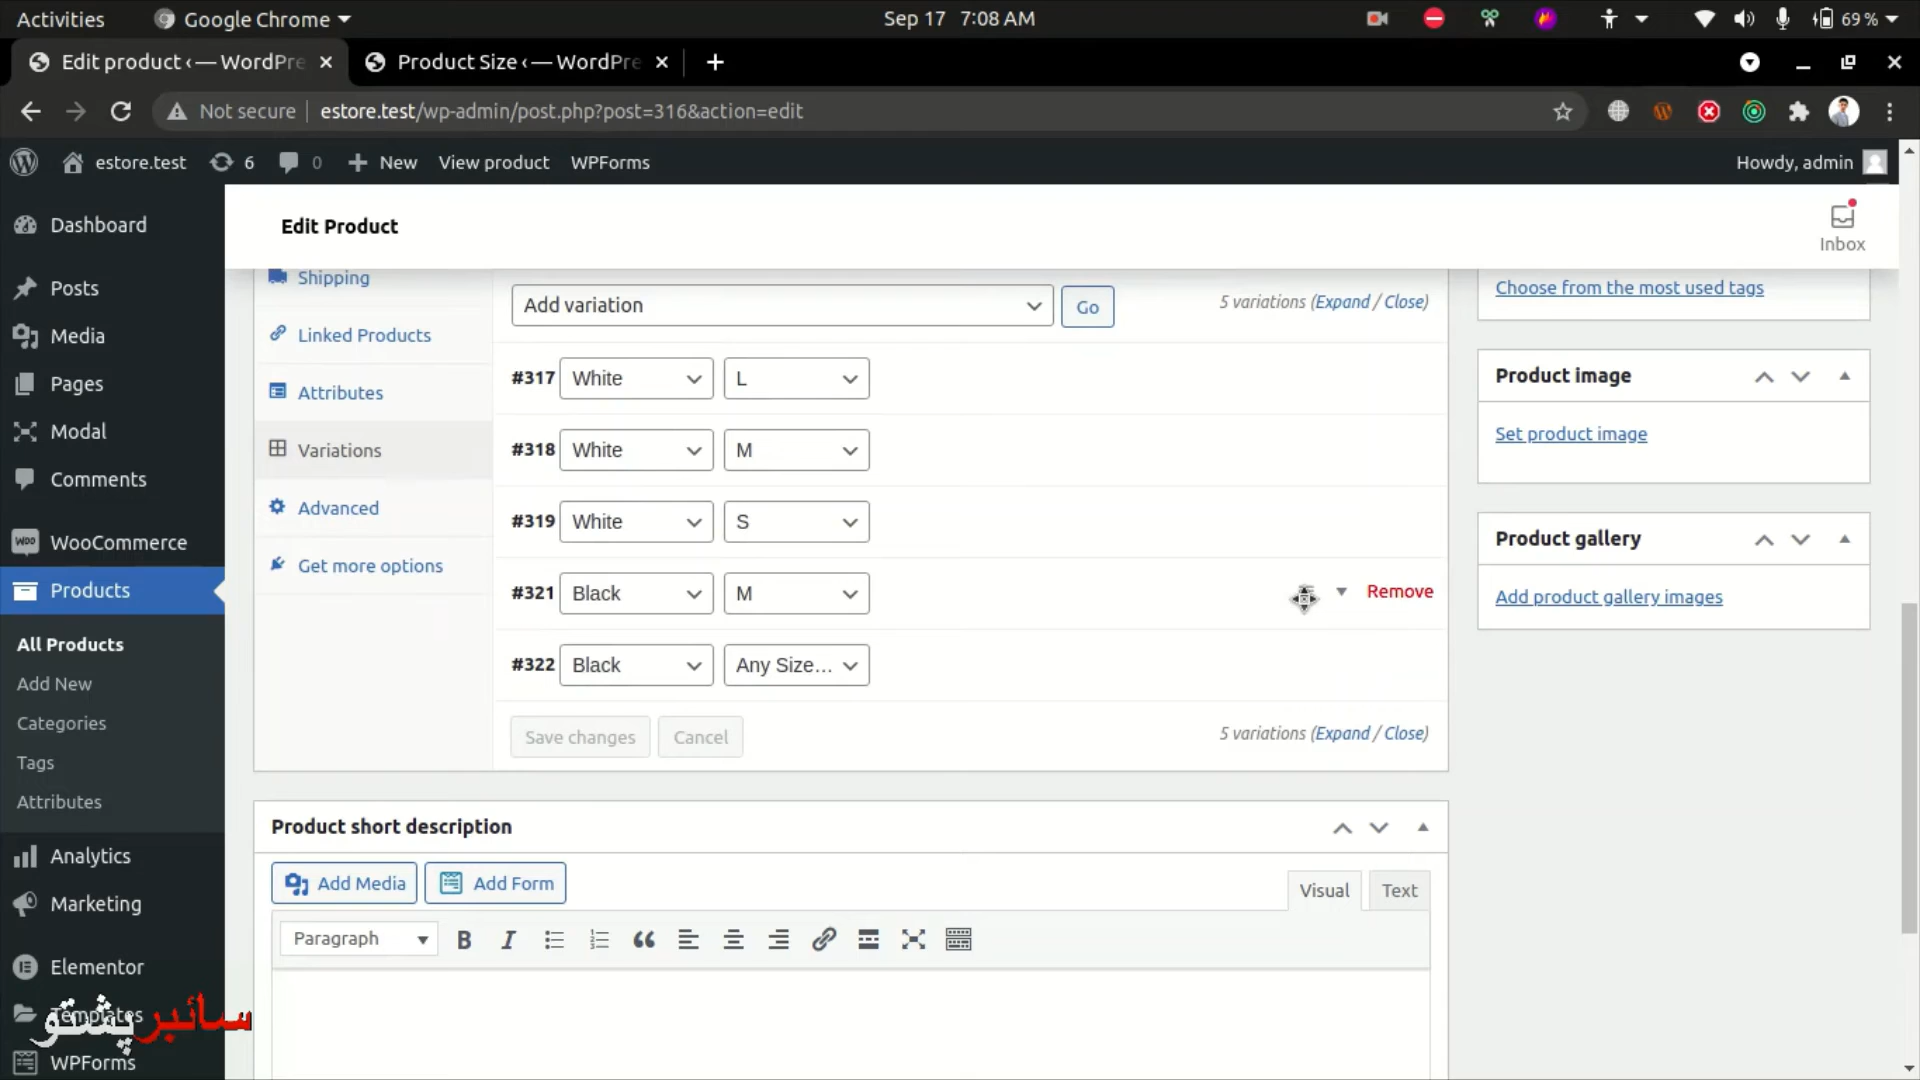 Activities Google Chrome Sep 17 7:08 AM 69 %
Edit product ‹ — WordPre Product Size ‹ — WordPre
Not secure estore.test/wp-admin/post.php?post=316&action=edit
estore.test 6 0 New View product WPForms Howdy, admin
Edit Product
Inbox
Dashboard
Posts
Media
Pages
Modal
Comments
WooCommerce
Products
All Products
Add New
Categories
Tags
Attributes
Analytics
Marketing
Elementor
Templates
WPForms
سائبر پشتو
Shipping
Linked Products
Attributes
Variations
Advanced
Get more options
Add variation Go 5 variations (Expand / Close)
#317 White L
#318 White M
#319 White S
#321 Black M Remove
#322 Black Any Size...
Save changes Cancel 5 variations (Expand / Close)
Product short description
Add Media Add Form Visual Text
Paragraph
Choose from the most used tags
Product image
Set product image
Product gallery
Add product gallery images